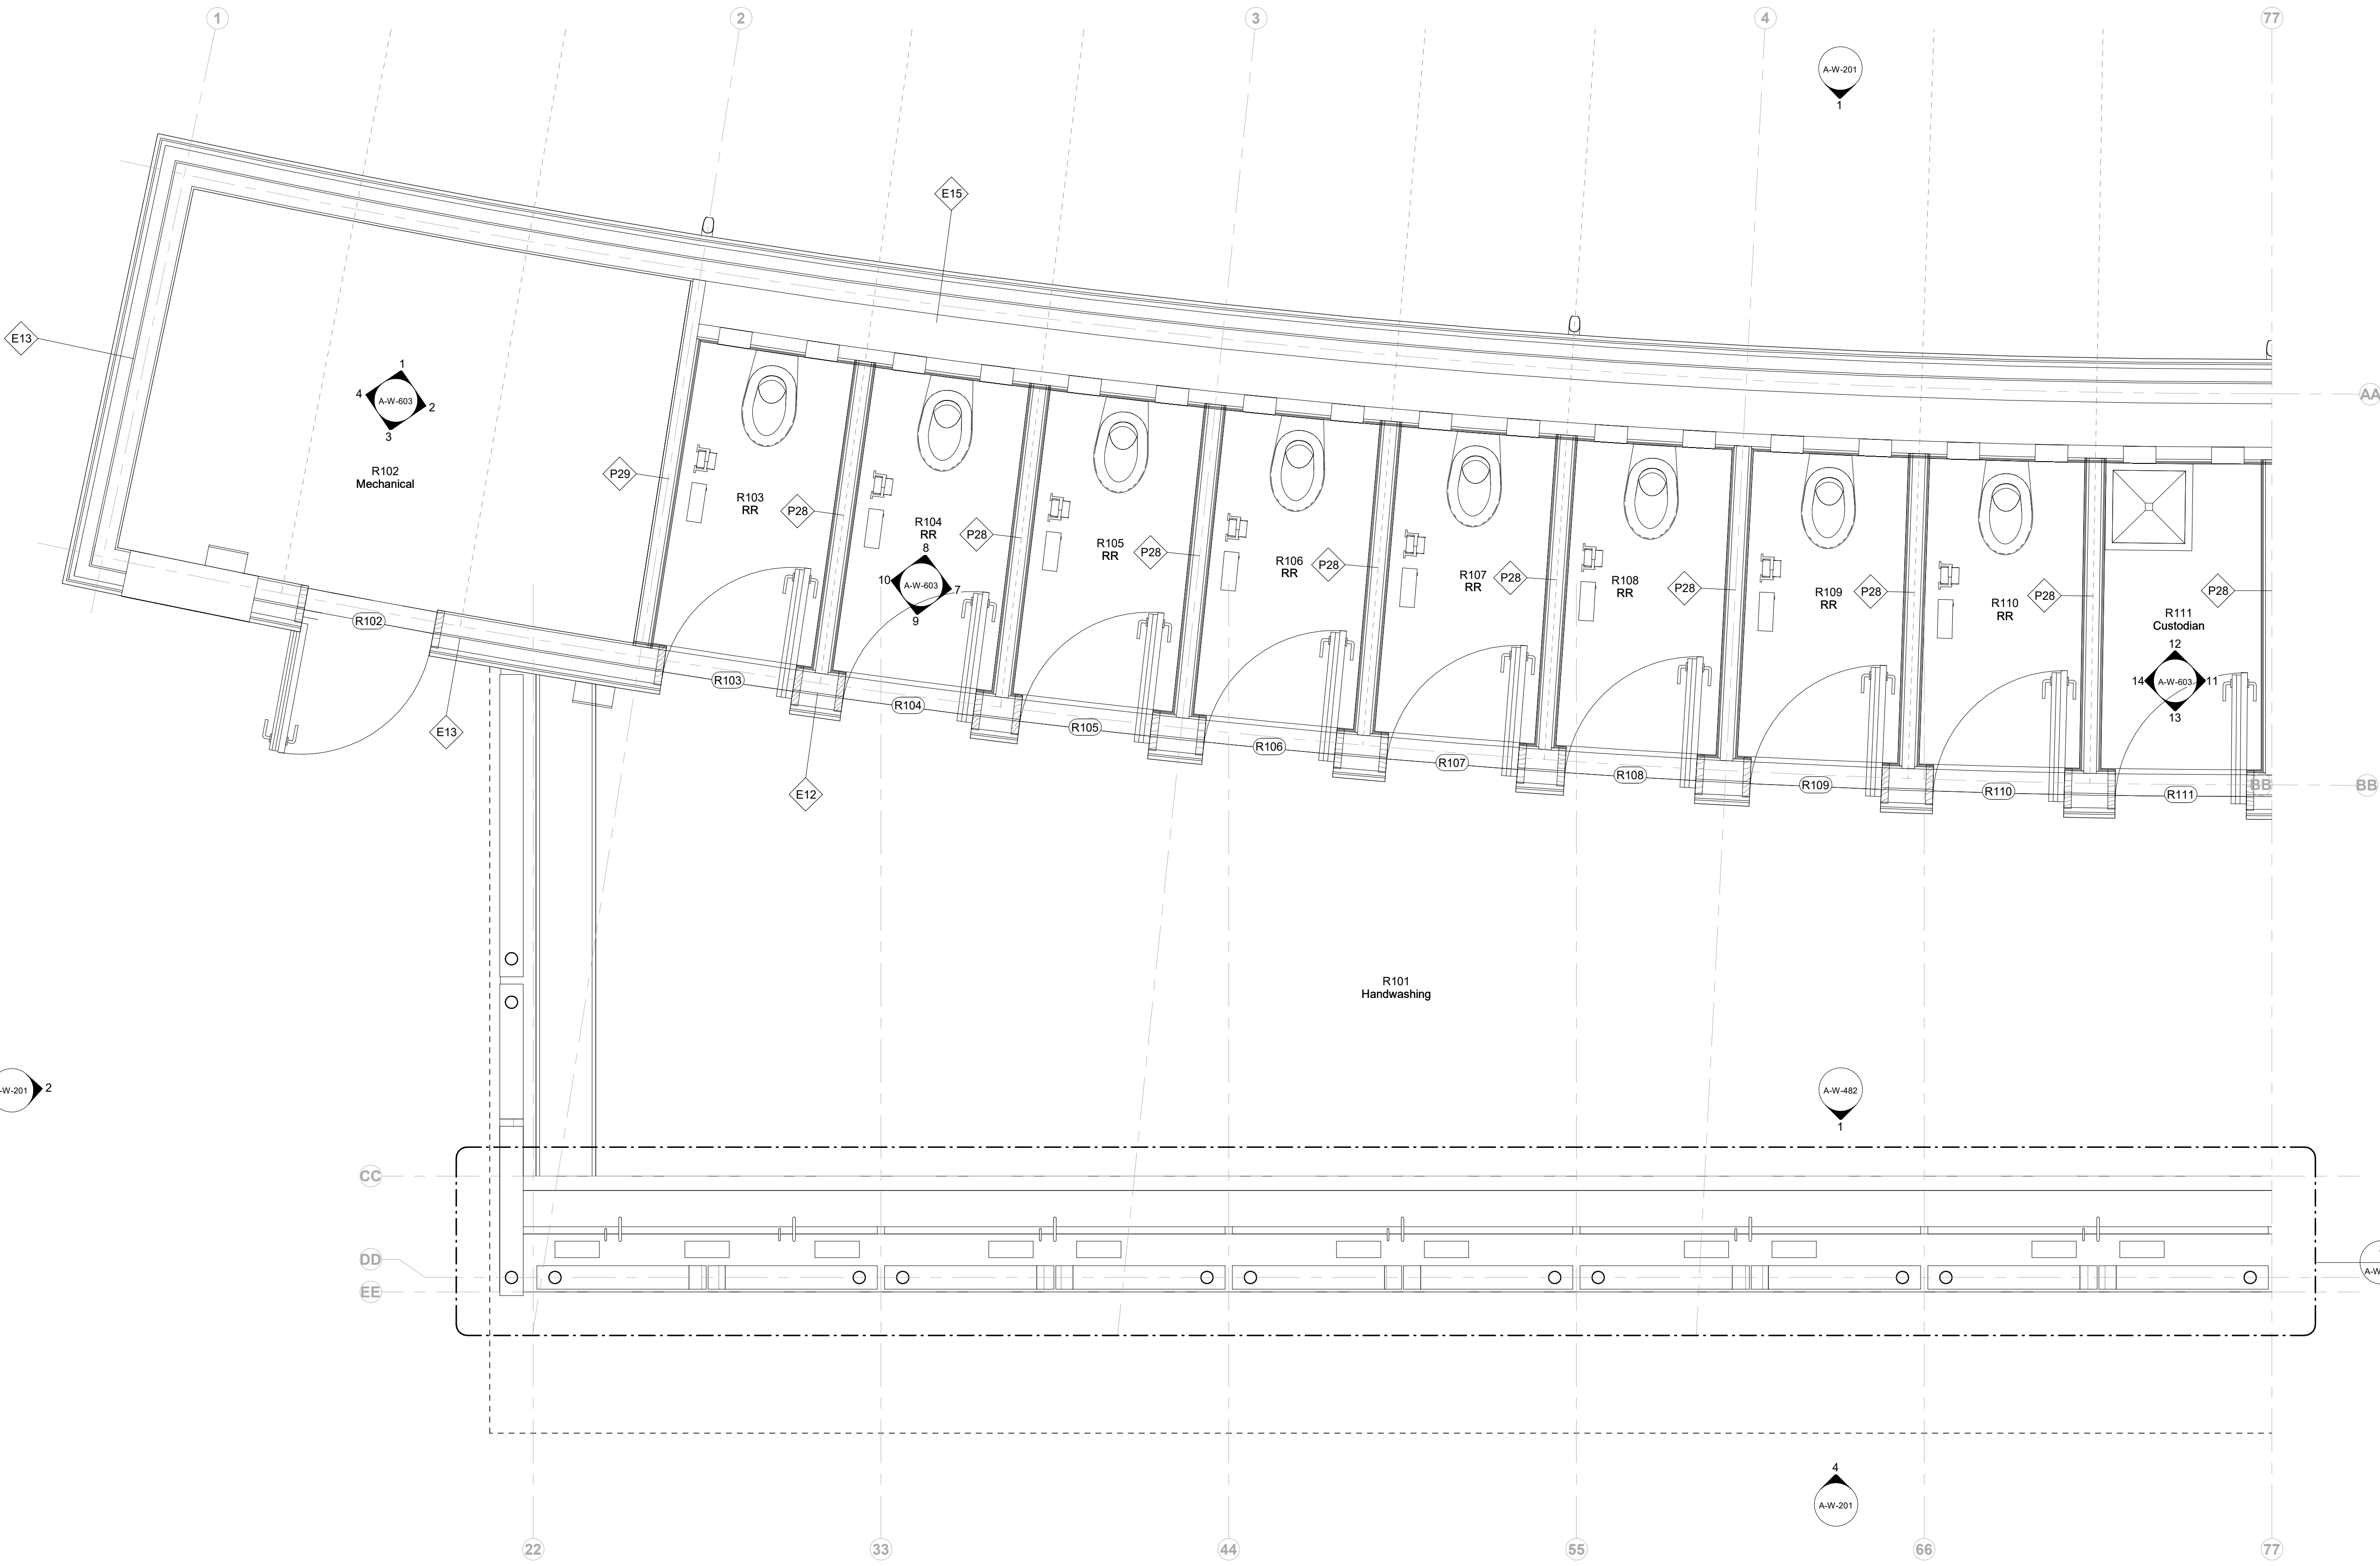 1
2
3
4
77
A-W-201
1
E15
E13
1
4
A-W-603
2
3
R102
Mechanical
P29
R103
RR
P28
R104
RR
8
10
A-W-603
7
9
P28
R105
RR
P28
R106
RR
P28
R107
RR
P28
R108
RR
P28
R109
RR
P28
R110
RR
P28
R111
Custodian
12
14
A-W-603
11
13
P28
AA
R102
R103
R104
R105
R106
R107
R108
R109
R110
R111
BB
BB
E13
E12
R101
Handwashing
-W-201
2
A-W-482
1
CC
DD
EE
A-W
4
A-W-201
22
33
44
55
66
77